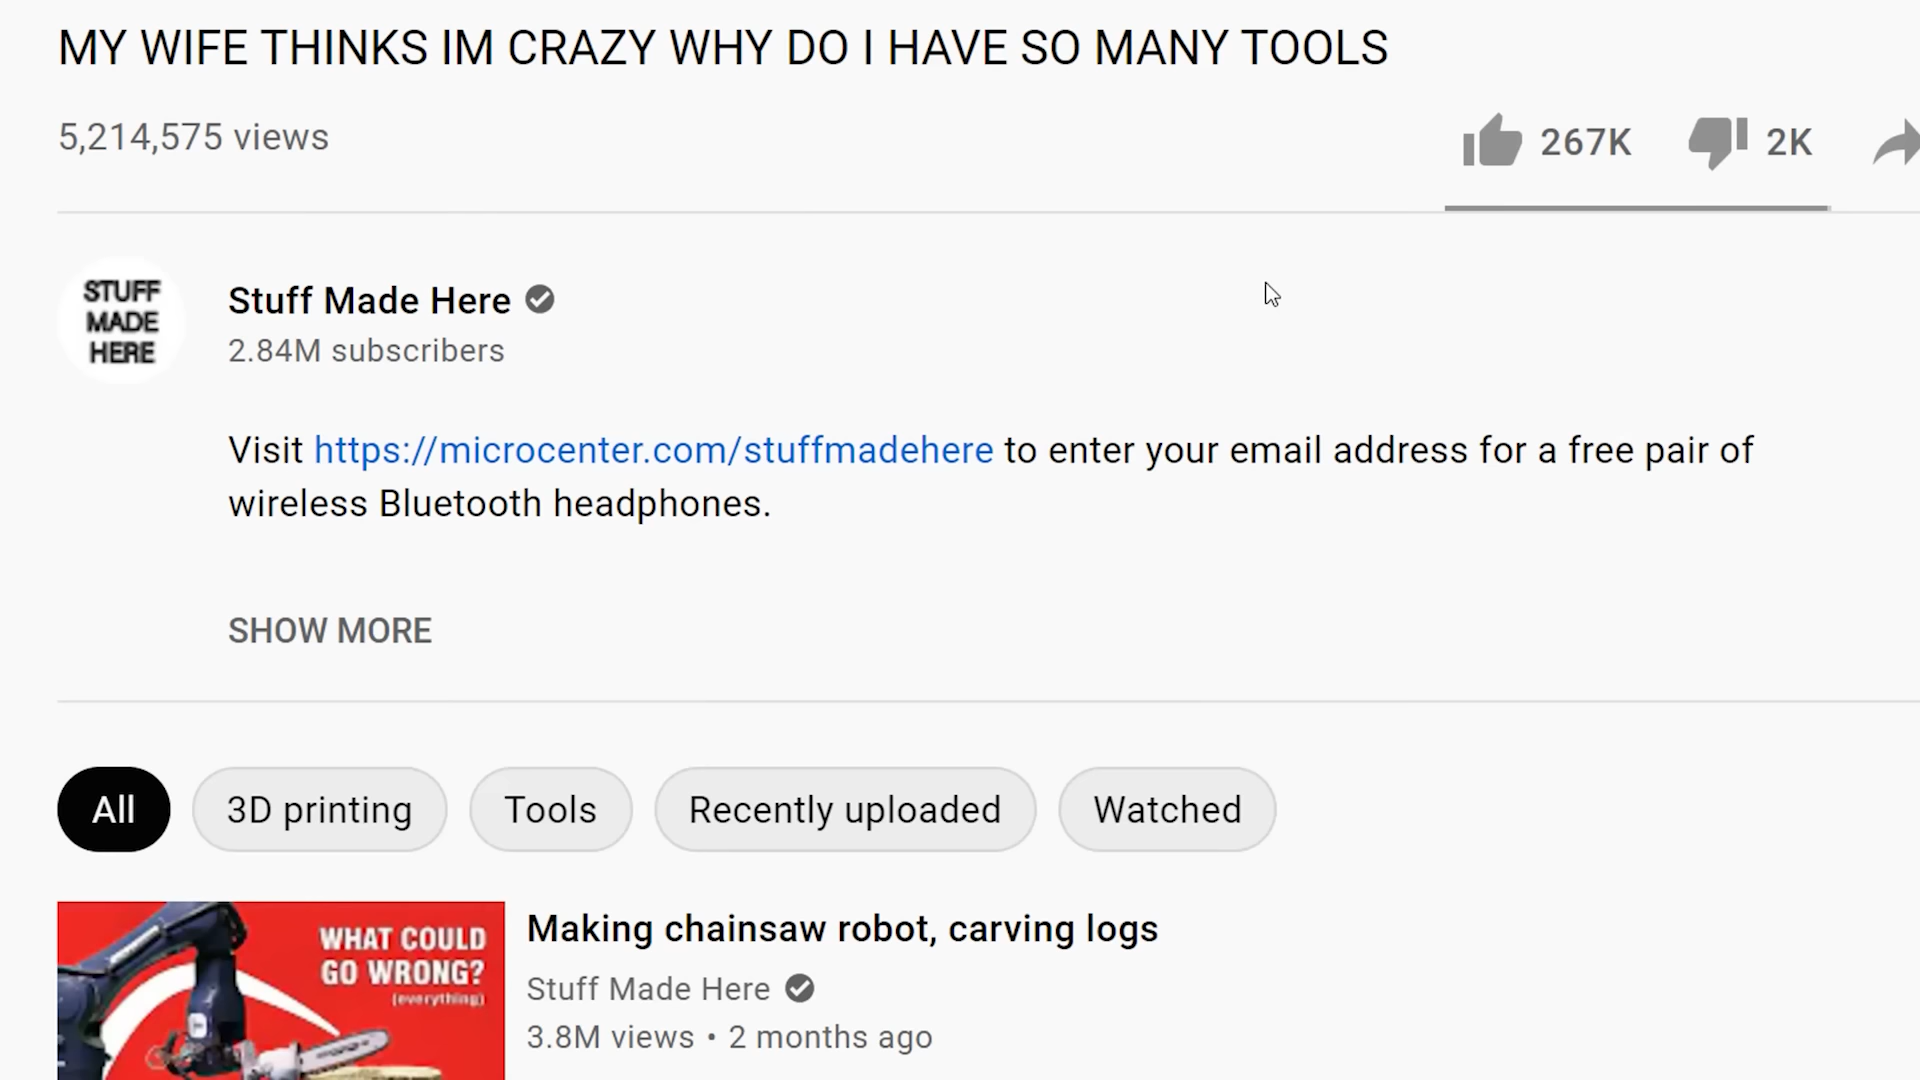 MY WIFE THINKS IM CRAZY WHY DO I HAVE SO MANY TOOLS
5,214,575 views
267K
2K
STUFF
MADE
HERE
Stuff Made Here
2.84M subscribers
Visit https://microcenter.com/stuffmadehere to enter your email address for a free pair of
wireless Bluetooth headphones.
SHOW MORE
All
3D printing
Tools
Recently uploaded
Watched
WHAT COULD
GO WRONG?
(everything)
Making chainsaw robot, carving logs
Stuff Made Here
3.8M views • 2 months ago